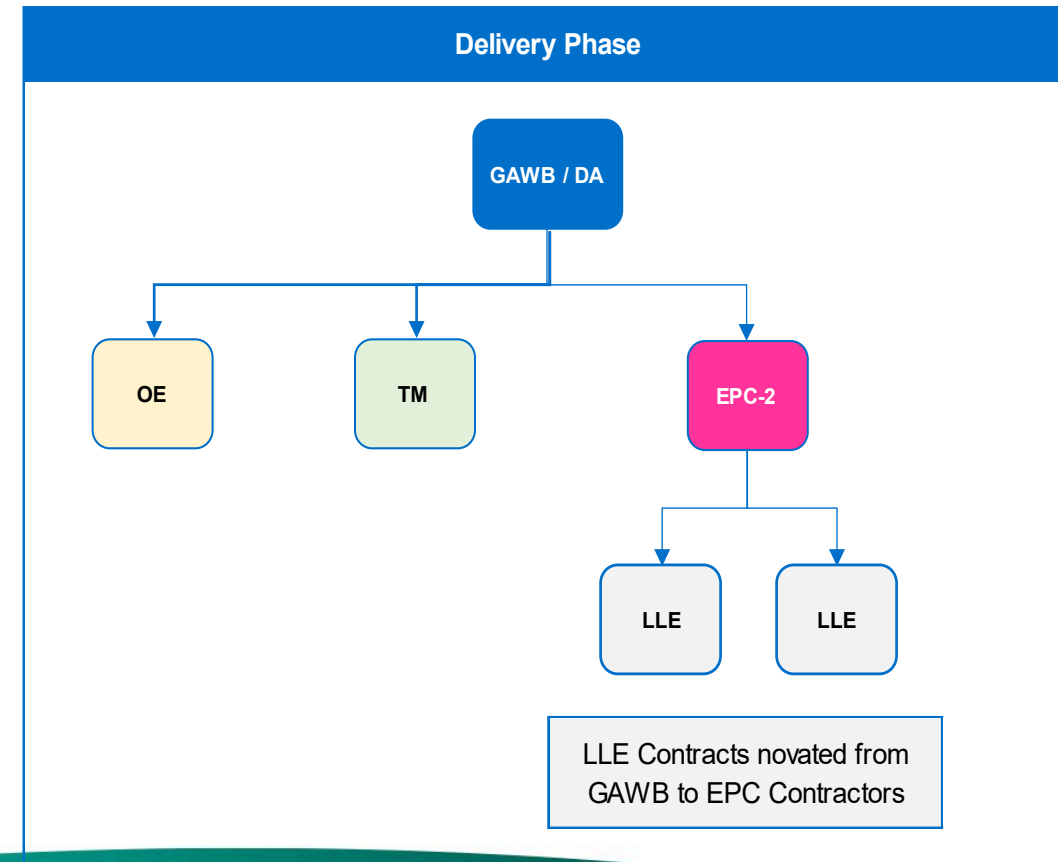 Delivery Phase
GAWB / DA
OE
TM
EPC-2
LLE
LLE
LLE Contracts novated from
GAWB to EPC Contractors